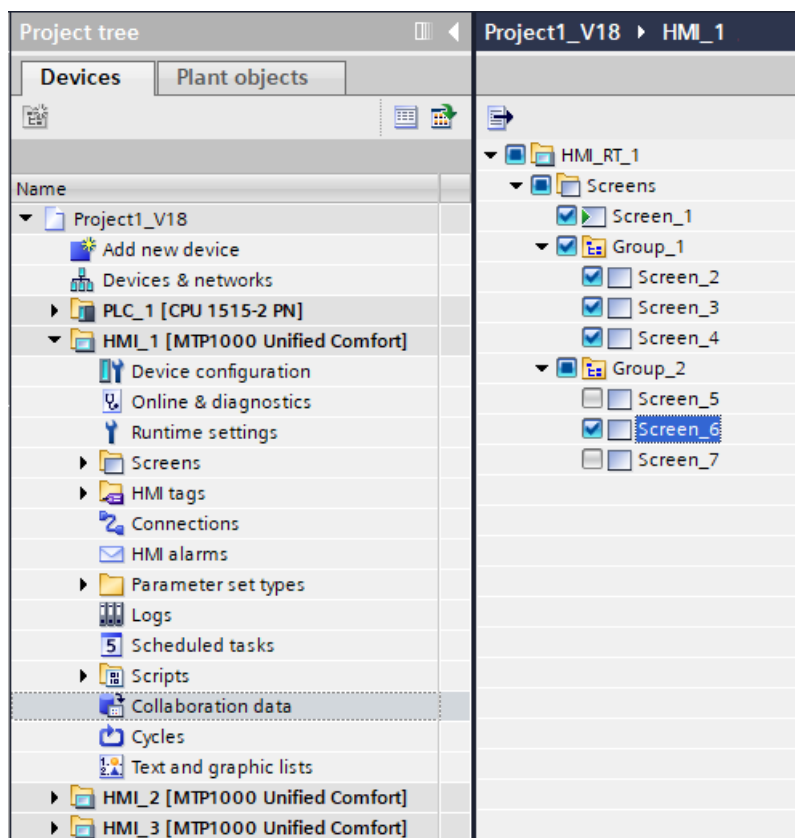 Project tree
Devices
Plant objects
Name
Project1_V18
Add new device
Devices & networks
PLC_1 [CPU 1515-2 PN]
HMI_1 [MTP1000 Unified Comfort]
Device configuration
Online & diagnostics
Runtime settings
Screens
HMI tags
Connections
HMI alarms
Parameter set types
Logs
Scheduled tasks
Scripts
Collaboration data
Cycles
Text and graphic lists
HMI_2 [MTP1000 Unified Comfort]
HMI_3 [MTP1000 Unified Comfort]
Project1_V18 HMI_1
HMI_RT_1
Screens
Screen_1
Group_1
Screen_2
Screen_3
Screen_4
Group_2
Screen_5
Screen_6
Screen_7